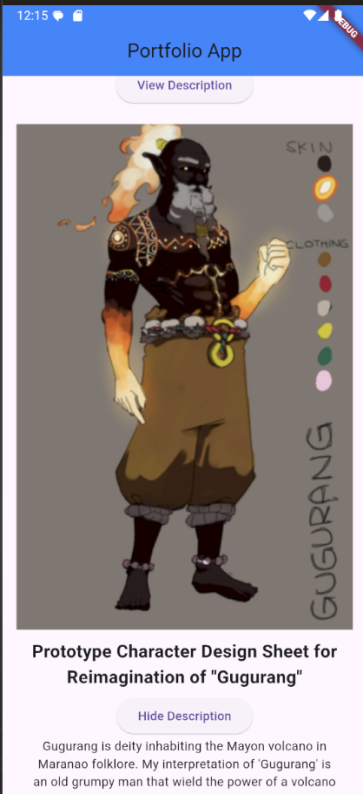 12:15
DEBUG
Portfolio App
View Description
SKIN
CLOTHING
GUGURANG
Prototype Character Design Sheet for
Reimagination of "Gugurang"
Hide Description
Gugurang is deity inhabiting the Mayon volcano in
Maranao folklore. My interpretation of 'Gugurang' is
an old grumpy man that wield the power of a volcano